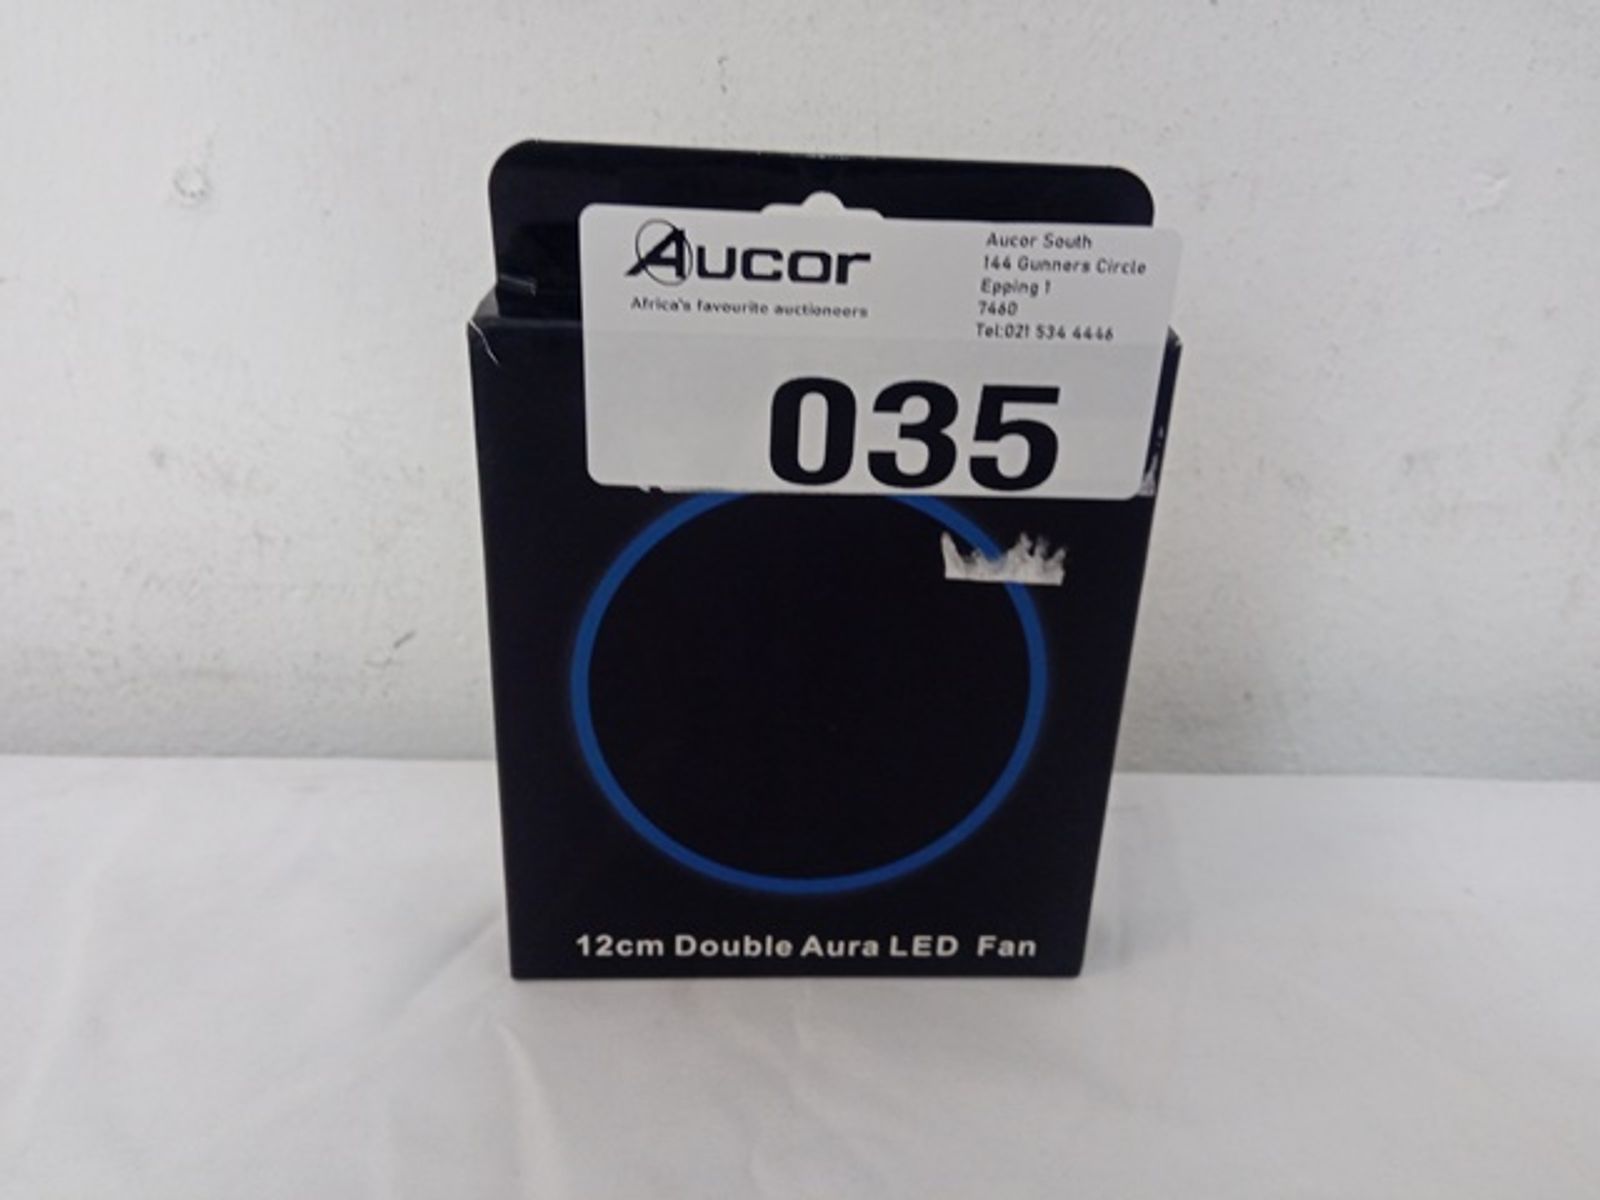 Aucor
Africa's favourite auctioneers
Aucor South
144 Gunners Circle
Epping 1
7460
Tel:021 534 4446
035
12cm Double Aura LED Fan